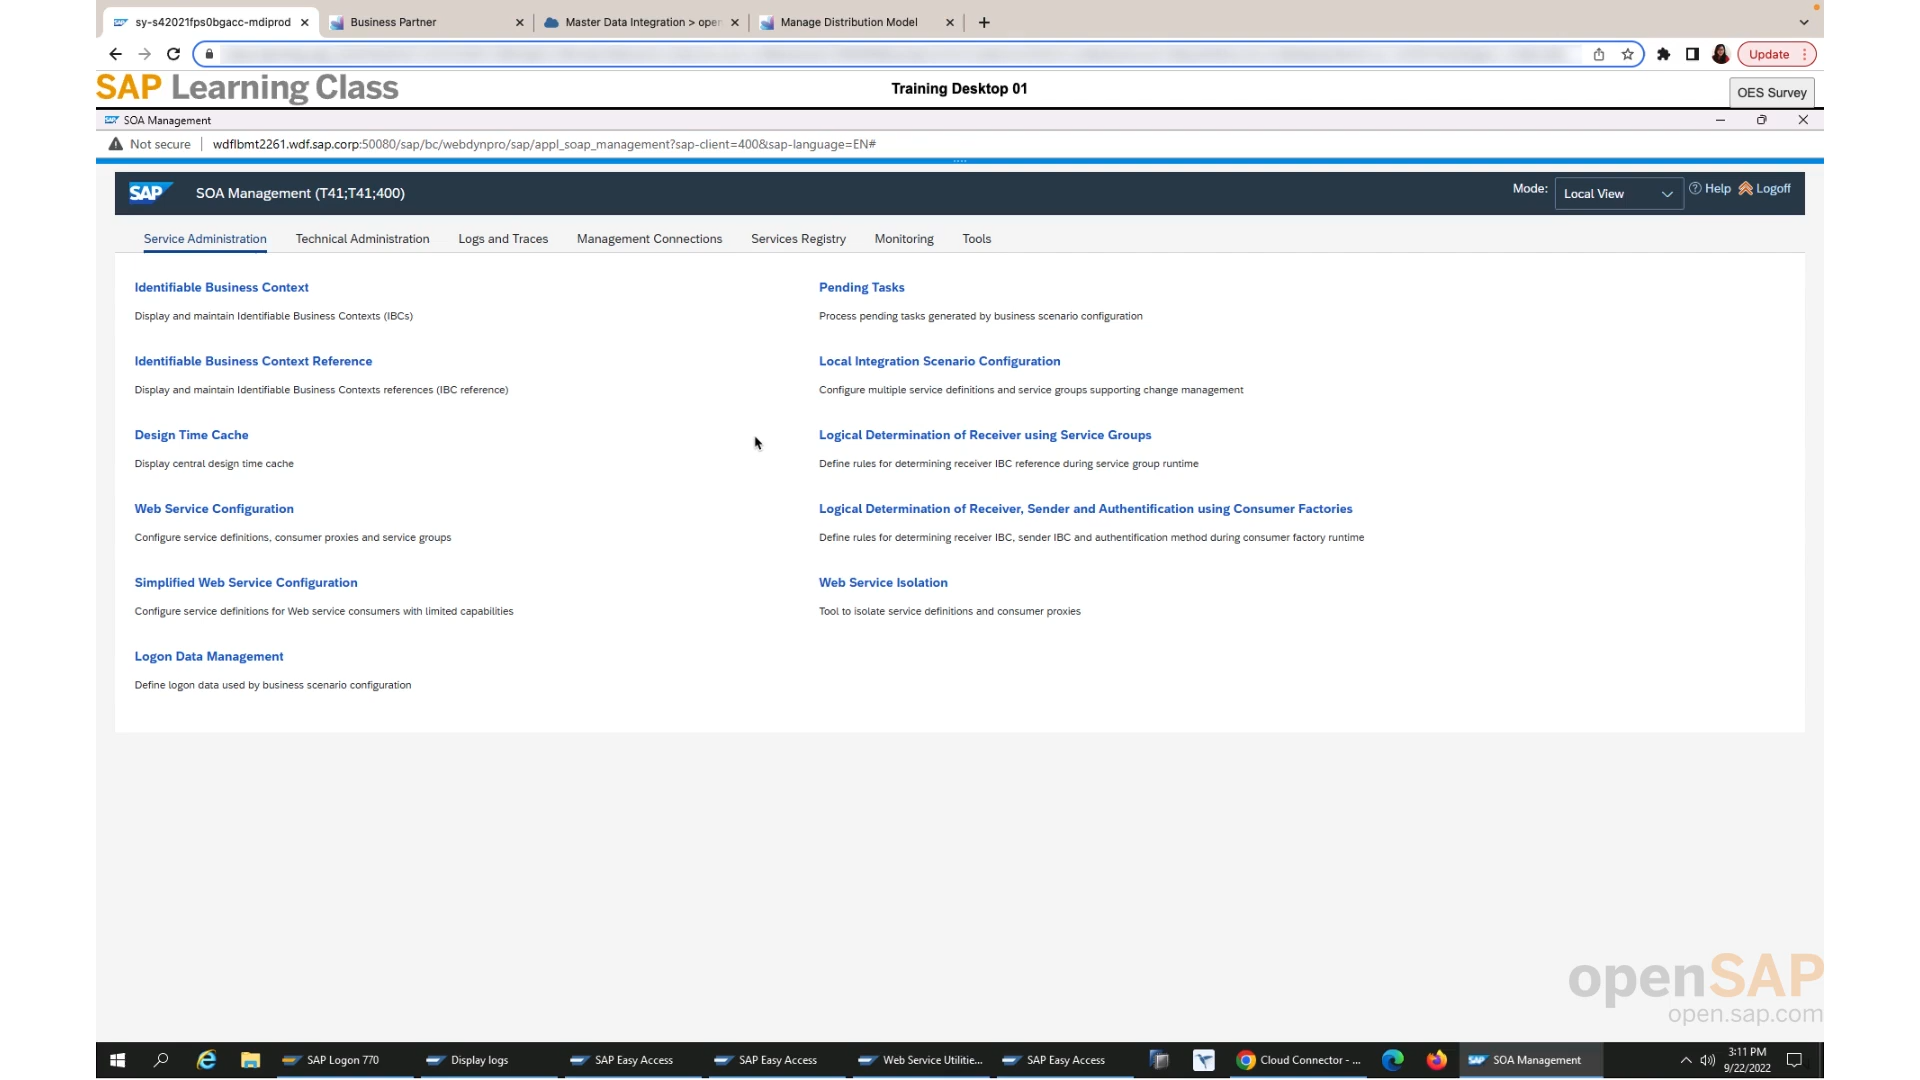 sy-s42021fps0bgacc-mdiprod
Business Partner
Master Data Integration > open
Manage Distribution Model
Update
SAP Learning Class
Training Desktop 01
OES Survey
SOA Management
Not secure
wdflbmt2261.wdf.sap.corp:50080/sap/bc/webdynpro/sap/appl_soap_management?sap-client=400&sap-language=EN#
SAP
SOA Management (T41;T41;400)
Mode:
Local View
Help
Logoff
Service Administration
Technical Administration
Logs and Traces
Management Connections
Services Registry
Monitoring
Tools
Identifiable Business Context
Display and maintain Identifiable Business Contexts (IBCs)
Identifiable Business Context Reference
Display and maintain Identifiable Business Contexts references (IBC reference)
Design Time Cache
Display central design time cache
Web Service Configuration
Configure service definitions, consumer proxies and service groups
Simplified Web Service Configuration
Configure service definitions for Web service consumers with limited capabilities
Logon Data Management
Define logon data used by business scenario configuration
Pending Tasks
Process pending tasks generated by business scenario configuration
Local Integration Scenario Configuration
Configure multiple service definitions and service groups supporting change management
Logical Determination of Receiver using Service Groups
Define rules for determining receiver IBC reference during service group runtime
Logical Determination of Receiver, Sender and Authentification using Consumer Factories
Define rules for determining receiver IBC, sender IBC and authentification method during consumer factory runtime
Web Service Isolation
Tool to isolate service definitions and consumer proxies
openSAP
open.sap.com
SAP Logon 770
Display logs
SAP Easy Access
SAP Easy Access
Web Service Utilitie...
SAP Easy Access
Cloud Connector - ...
SOA Management
3:11 PM
9/22/2022